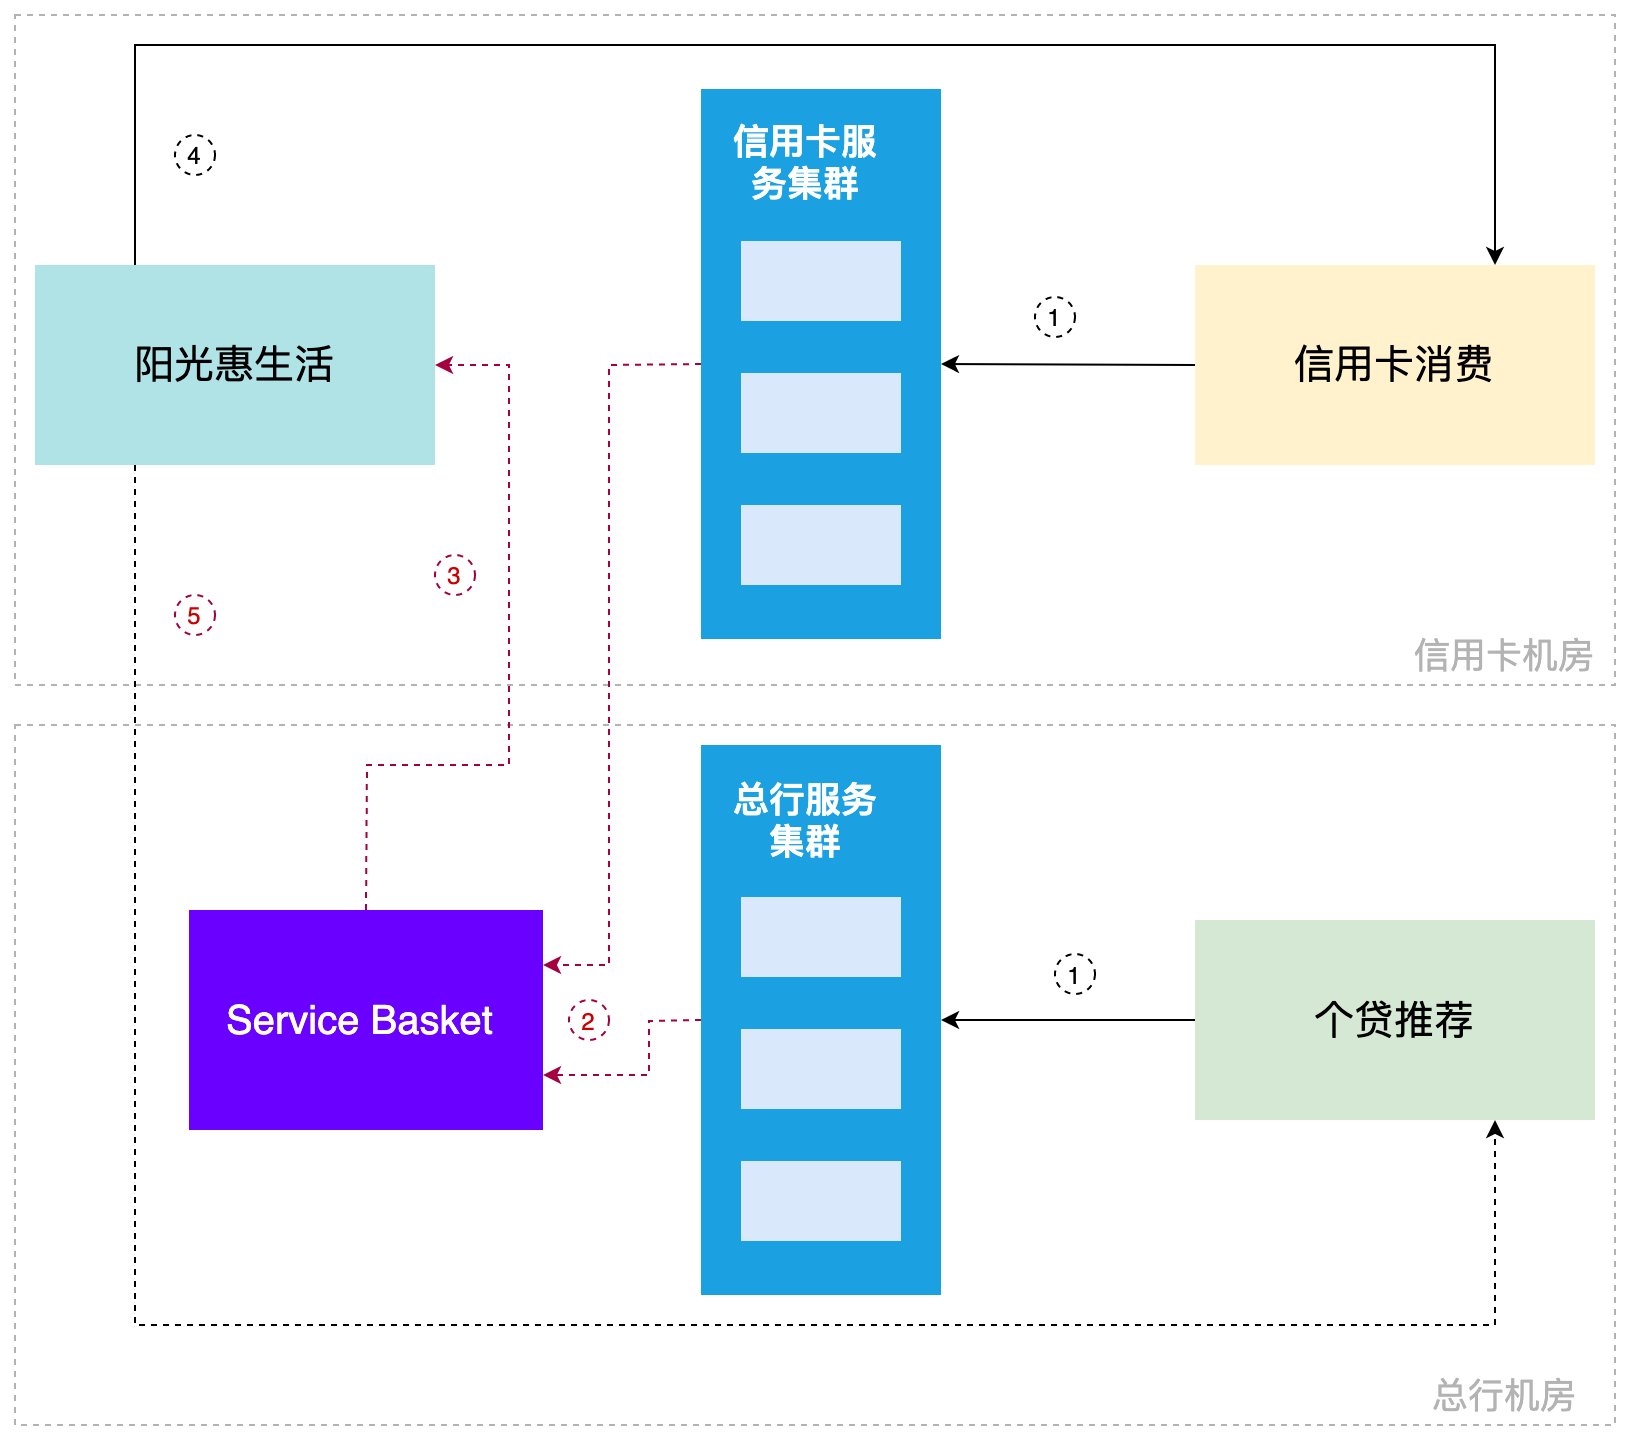 4
信用卡服
务集群
1
阳光惠生活
信用卡消费
3
5
信用卡机房
总行服务
集群
1
Service Basket
2
个贷推荐
总行机房